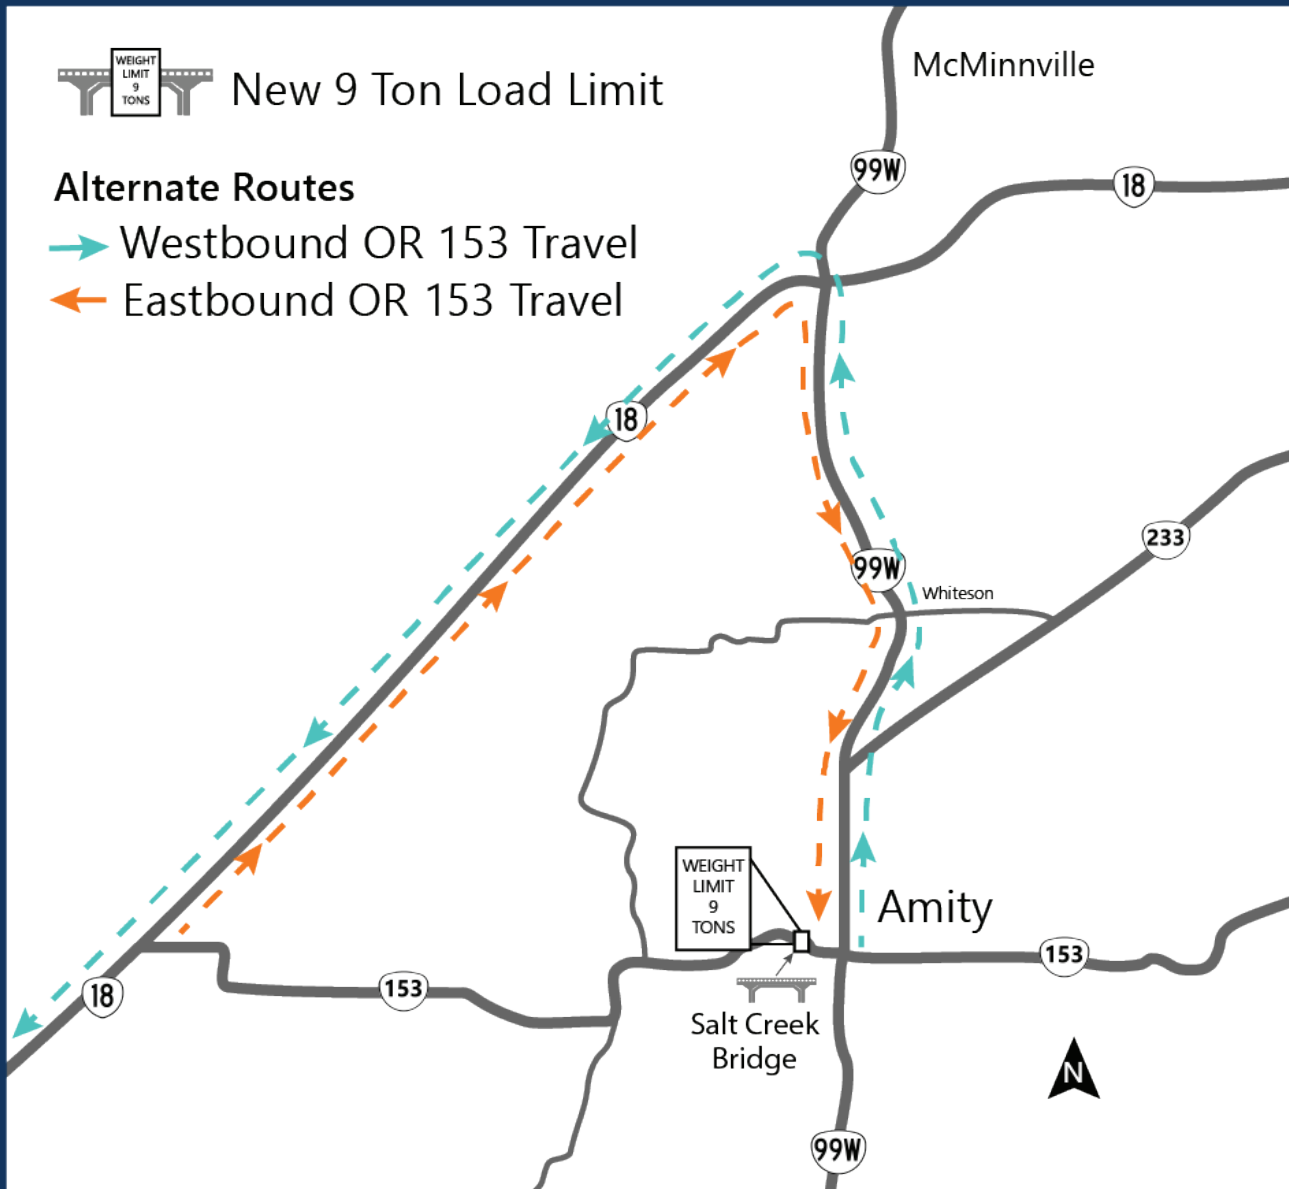 WEIGHT
LIMIT
9
TONS
New 9 Ton Load Limit
Alternate Routes
Westbound OR 153 Travel
Eastbound OR 153 Travel
McMinnville
99W
18
18
233
99W
Whiteson
WEIGHT
LIMIT
9
TONS
Amity
153
18
153
Salt Creek
Bridge
N
99W